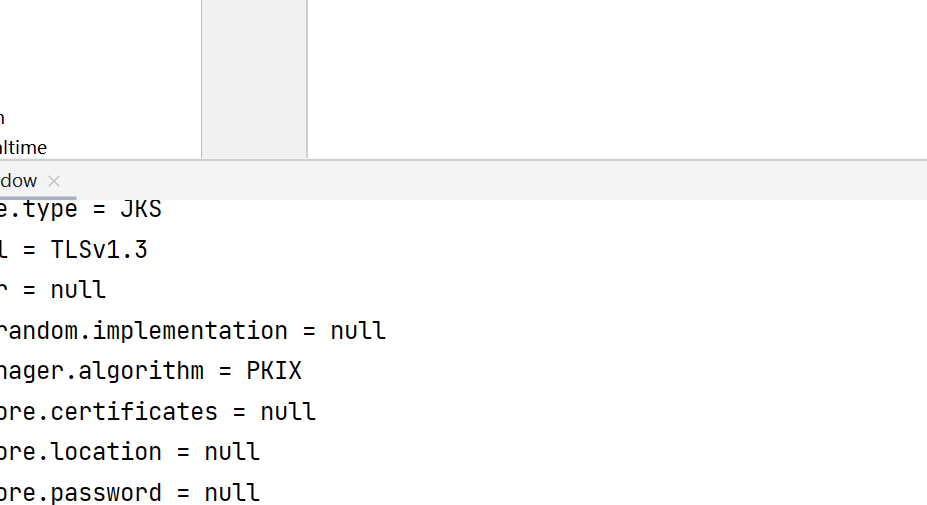 ltime
dow
e.type = JKS
l = TLSv1.3
r = null
random.implementation = null
nager.algorithm = PKIX
ore.certificates = null
ore.location = null
ore.password = null